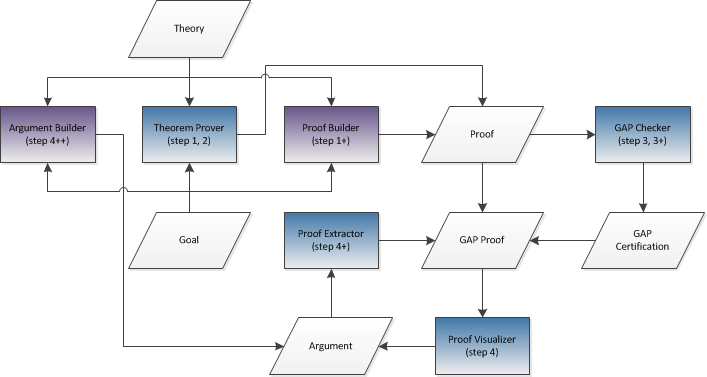 Theory
Argument Builder
(step 4++)
Theorem Prover
(step 1, 2)
Proof Builder
(step 1+)
Proof
GAP Checker
(step 3, 3+)
Goal
Proof Extractor
(step 4+)
GAP Proof
GAP
Certification
Argument
Proof Visualizer
(step 4)